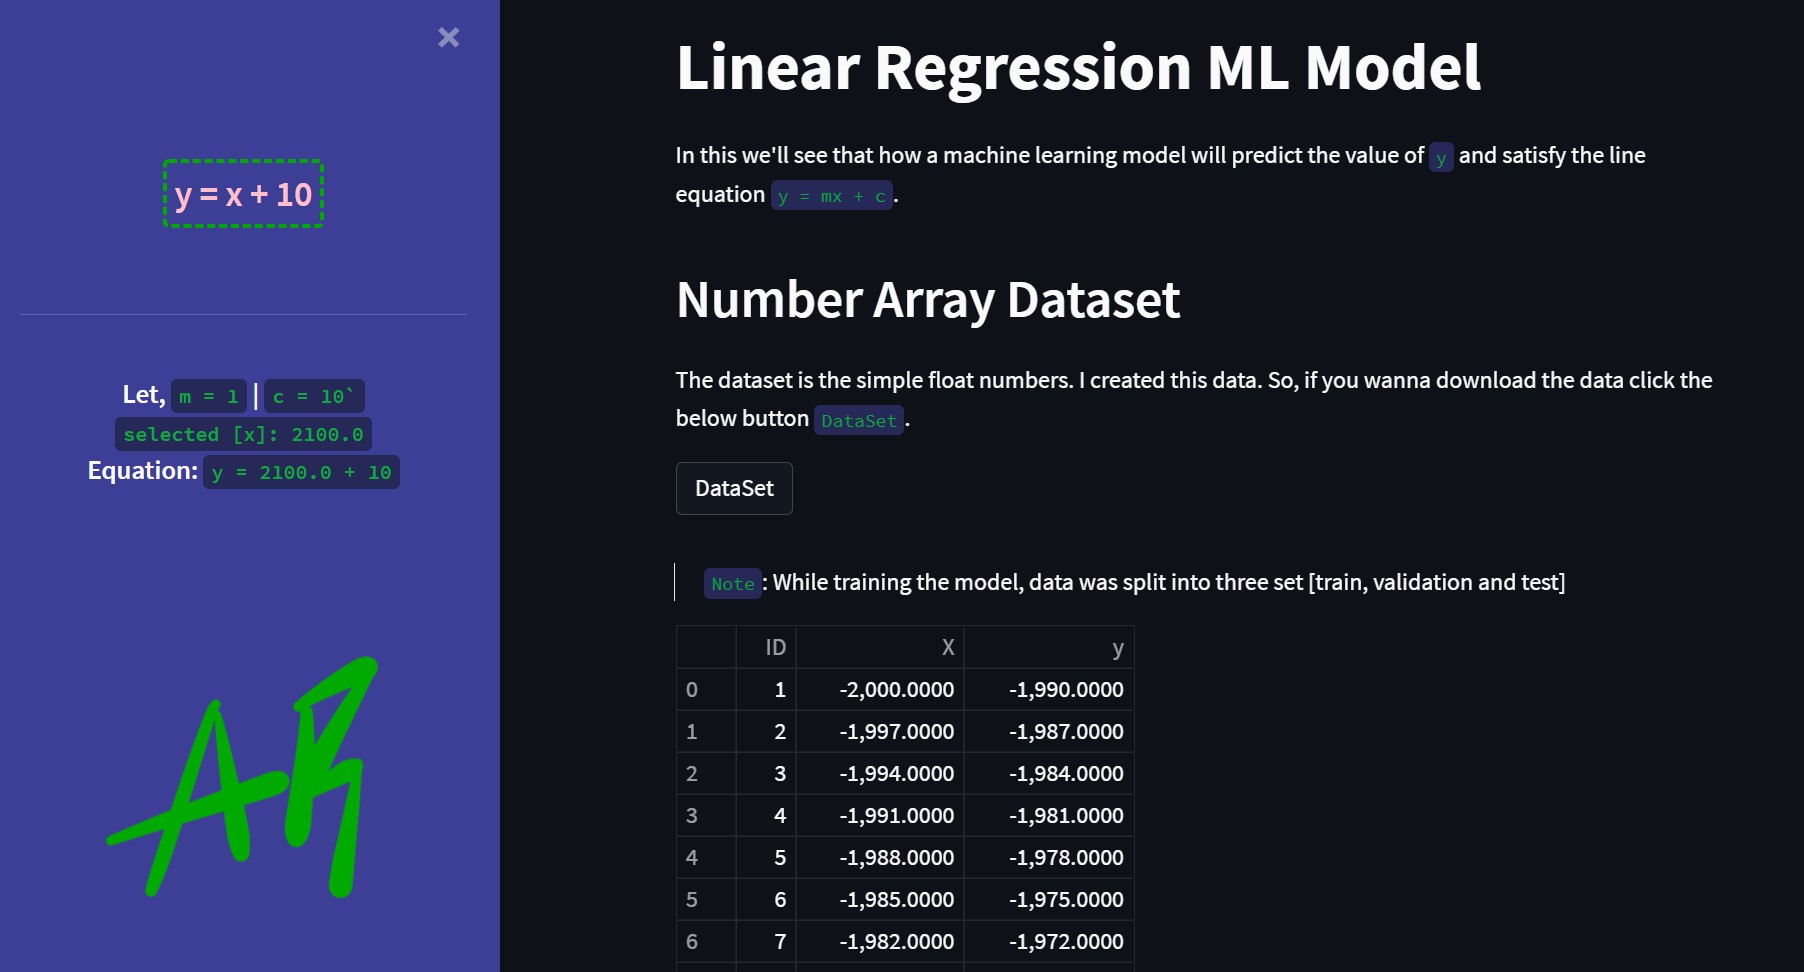 ×
y = x + 10
Let, m = 1 | c = 10`
selected [x]: 2100.0
Equation: y = 2100.0 + 10
AR
Linear Regression ML Model
In this we'll see that how a machine learning model will predict the value of y and satisfy the line
equation y = mx + c.
Number Array Dataset
The dataset is the simple float numbers. I created this data. So, if you wanna download the data click the
below button DataSet.
DataSet
Note: While training the model, data was split into three set [train, validation and test]
ID X y
0 1 -2,000.0000 -1,990.0000
1 2 -1,997.0000 -1,987.0000
2 3 -1,994.0000 -1,984.0000
3 4 -1,991.0000 -1,981.0000
4 5 -1,988.0000 -1,978.0000
5 6 -1,985.0000 -1,975.0000
6 7 -1,982.0000 -1,972.0000